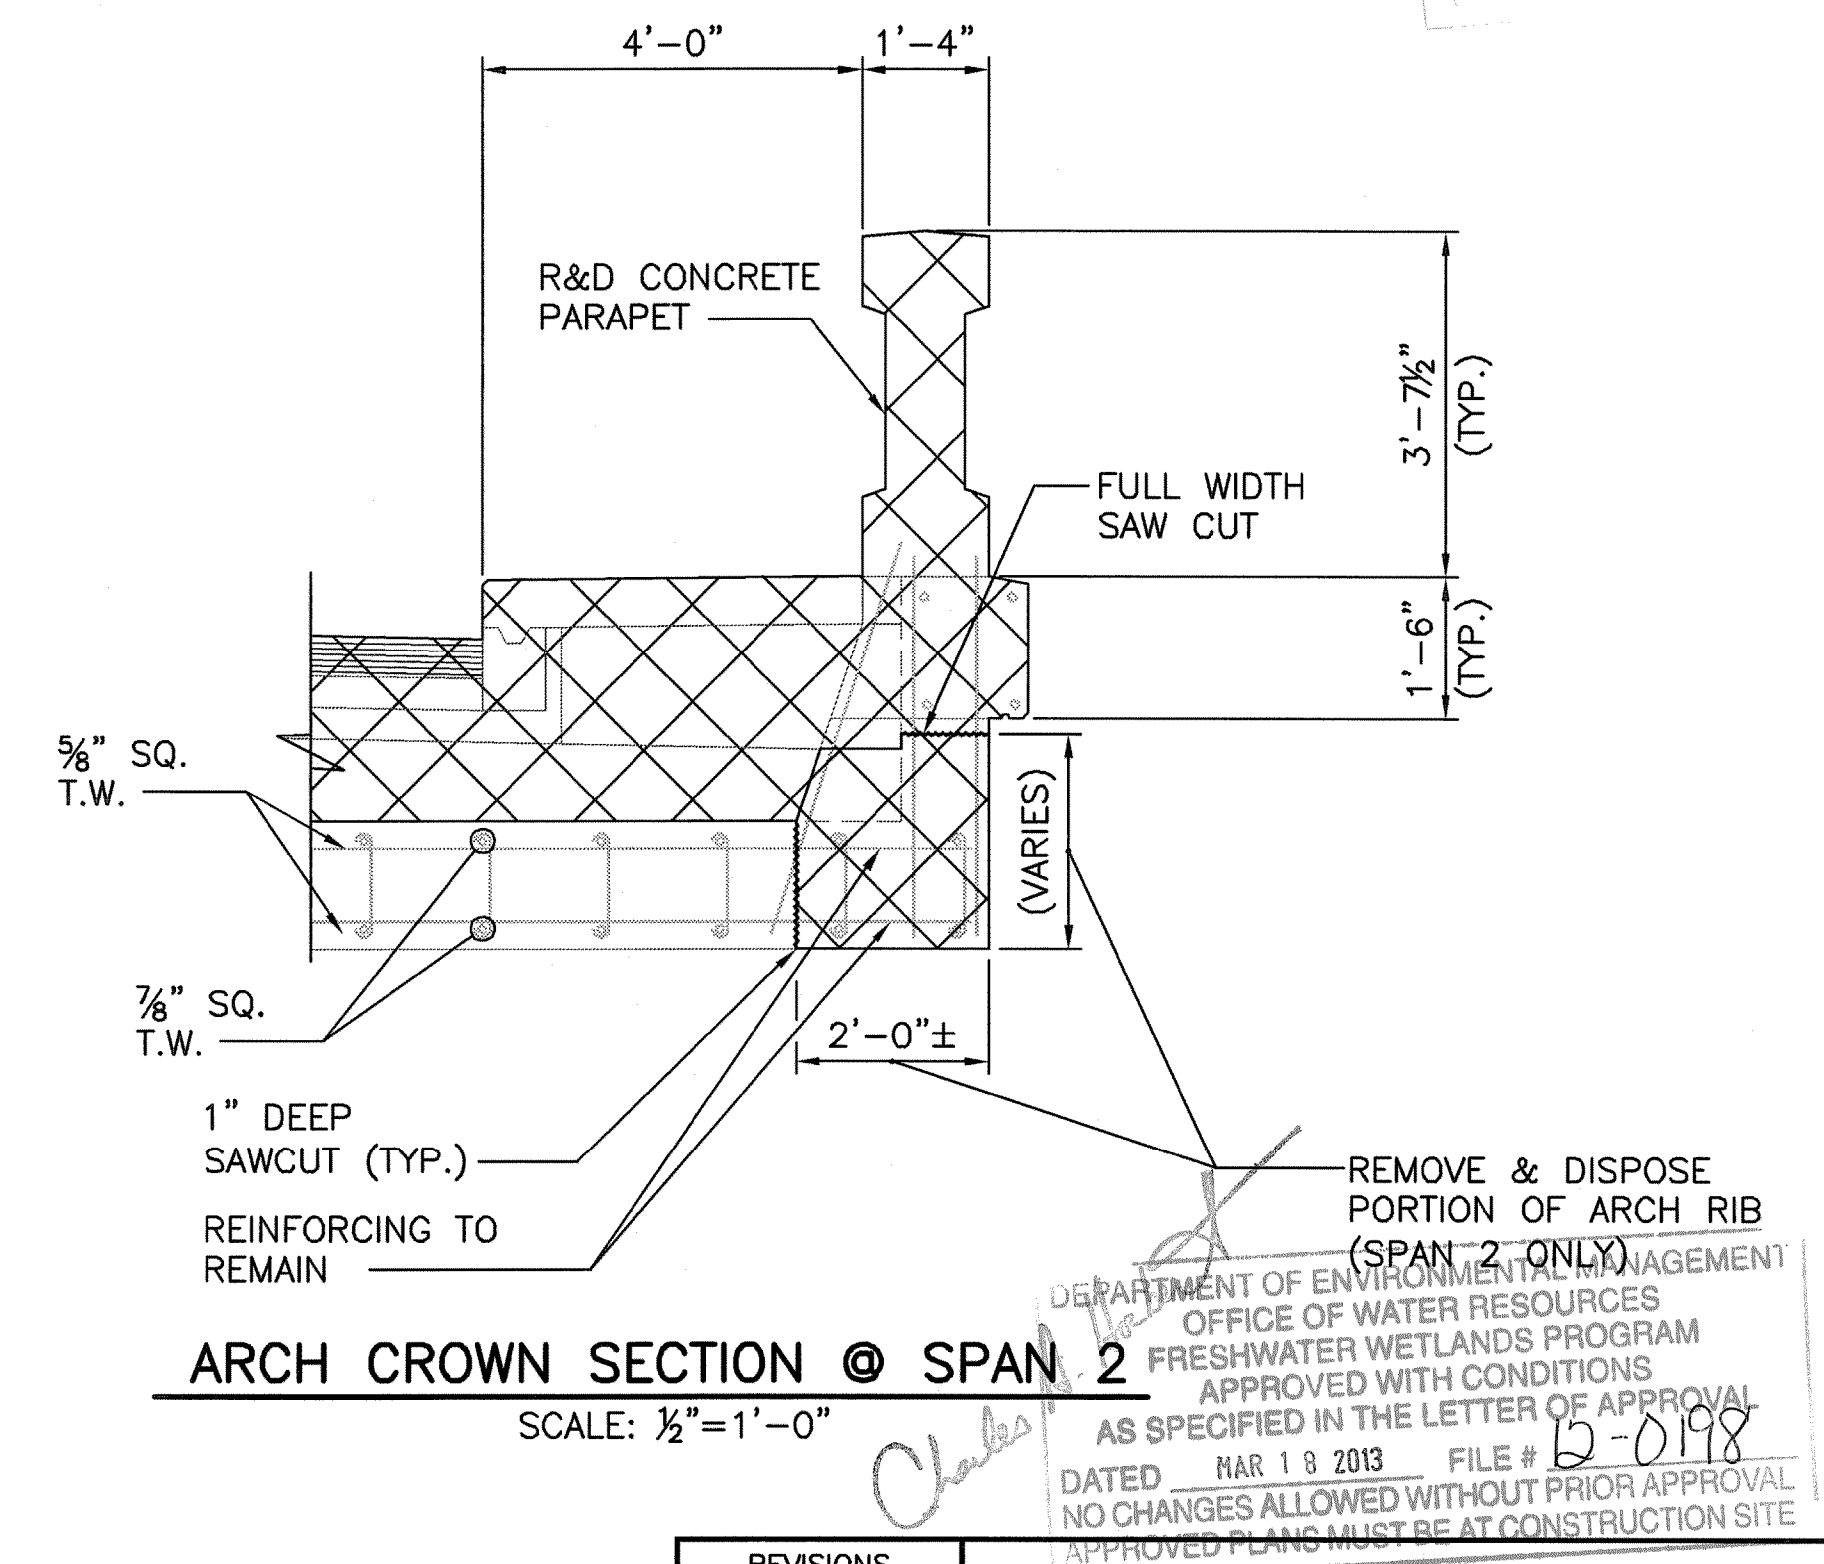 4'-0"
1'-4"
R&D CONCRETE
PARAPET
3'-7½"
(TYP.)
FULL WIDTH
SAW CUT
1'-6"
(TYP.)
⅝" SQ.
T.W.
(VARIES)
⅞" SQ.
T.W.
2'-0"±
1" DEEP
SAWCUT (TYP.)
REINFORCING TO
REMAIN
REMOVE & DISPOSE
PORTION OF ARCH RIB
(SPAN 2 ONLY)
ARCH CROWN SECTION @ SPAN 2
SCALE: ½"=1'-0"
DEPARTMENT OF ENVIRONMENTAL MANAGEMENT
OFFICE OF WATER RESOURCES
FRESHWATER WETLANDS PROGRAM
APPROVED WITH CONDITIONS
AS SPECIFIED IN THE LETTER OF APPROVAL
DATED MAR 18 2013 FILE # 12-0198
NO CHANGES ALLOWED WITHOUT PRIOR APPROVAL
APPROVED PLANS MUST BE AT CONSTRUCTION SITE
Charles A.
REVISIONS